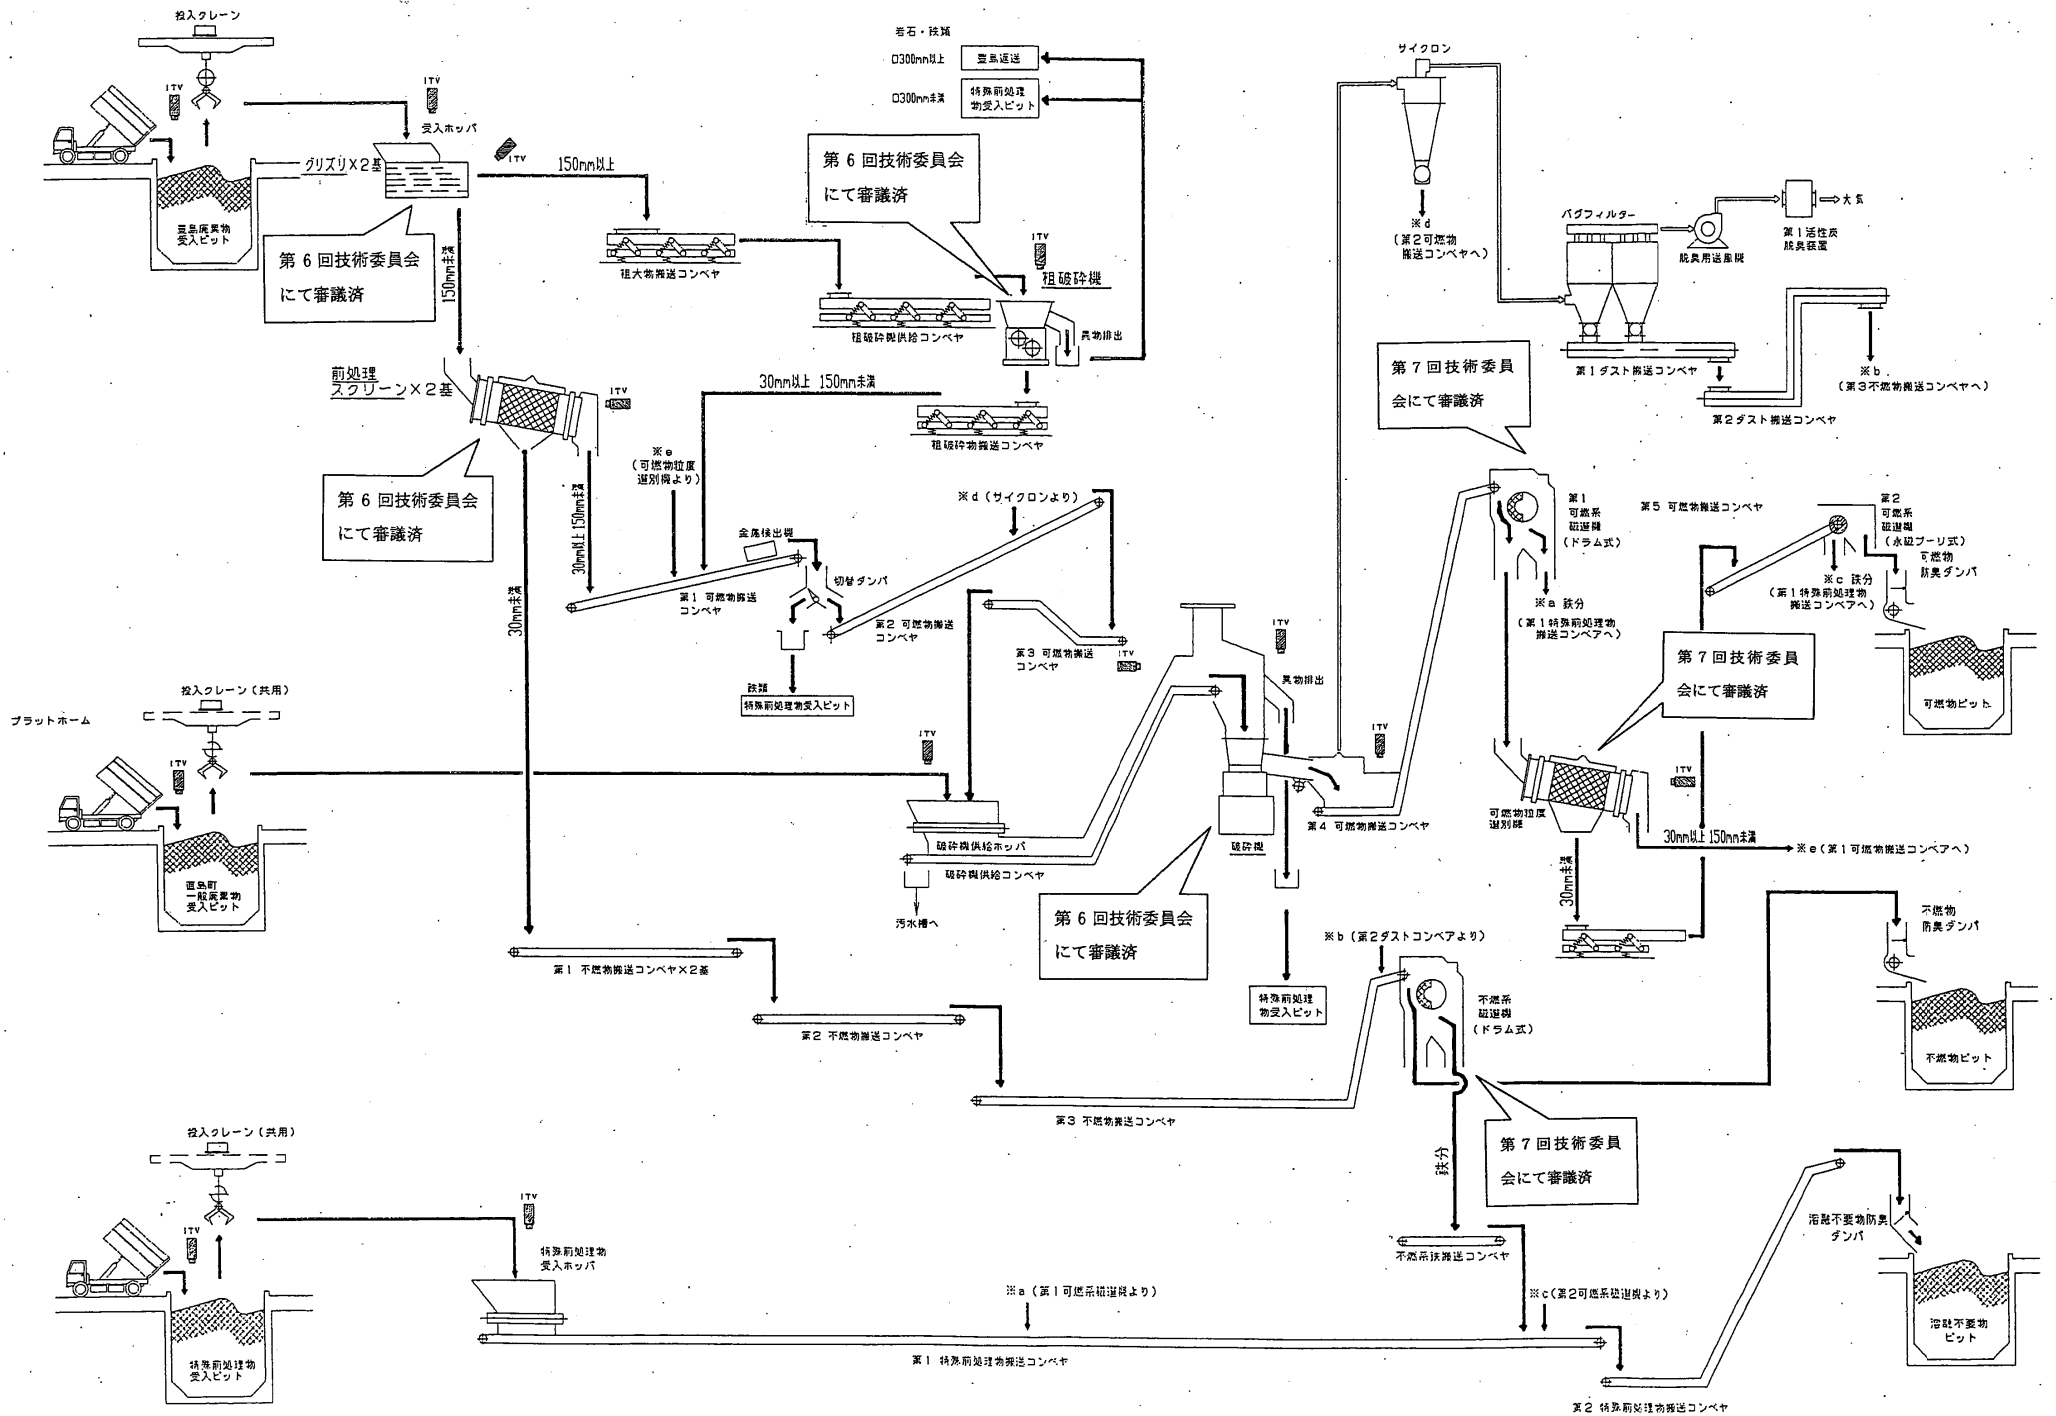 投入クレーン
ITV
ITV
受入ホッパ
ITV
グリズリ×2基
150mm以上
豊島廃棄物
受入ピット
第6回技術委員会
にて審議済
150mm未満
粗大物搬送コンベヤ
岩石・鉄類
□300mm以上
豊島返送
□300mm未満
特殊前処理
物受入ピット
第6回技術委員会
にて審議済
ITV
粗破砕機
粗破砕機供給コンベヤ
異物排出
粗破砕物搬送コンベヤ
30mm以上 150mm未満
サイクロン
※d
(第2可燃物
搬送コンベヤへ)
バグフィルター
脱臭用送風機
第1活性炭
脱臭装置
大気
第1ダスト搬送コンベヤ
第2ダスト搬送コンベヤ
※b
(第3不燃物搬送コンベヤへ)
第7回技術委員
会にて審議済
前処理
スクリーン×2基
ITV
第6回技術委員会
にて審議済
30mm以上 150mm未満
30mm未満
※e
(可燃物粒度
選別機より)
金属検出機
切替ダンパ
第1 可燃物搬送
コンベヤ
※d(サイクロンより)
第2 可燃物搬送
コンベヤ
鉄類
特殊前処理物受入ピット
第3 可燃物搬送
コンベヤ
ITV
ITV
異物排出
第1
可燃系
磁選機
(ドラム式)
※a 鉄分
(第1特殊前処理物
搬送コンベアへ)
第5 可燃物搬送コンベヤ
第2
可燃系
磁選機
(永磁プーリ式)
※c 鉄分
(第1特殊前処理物
搬送コンベアへ)
可燃物
防臭ダンパ
可燃物ピット
第7回技術委員
会にて審議済
プラットホーム
投入クレーン(共用)
ITV
直島町
一般廃棄物
受入ピット
ITV
破砕機供給ホッパ
破砕機供給コンベヤ
汚水槽へ
破砕機
第6回技術委員会
にて審議済
ITV
第4 可燃物搬送コンベヤ
特殊前処理
物受入ピット
可燃物粒度
選別機
ITV
30mm以上 150mm未満
※e(第1可燃物搬送コンベアへ)
30mm未満
不燃物
防臭ダンパ
不燃物ピット
第1 不燃物搬送コンベヤ×2基
第2 不燃物搬送コンベヤ
第3 不燃物搬送コンベヤ
※b(第2ダストコンベアより)
不燃系
磁選機
(ドラム式)
第7回技術委員
会にて審議済
鉄分
不燃系鉄搬送コンベヤ
投入クレーン(共用)
ITV
特殊前処理物
受入ピット
ITV
特殊前処理物
受入ホッパ
※a(第1可燃系磁選機より)
第1 特殊前処理物搬送コンベヤ
※c(第2可燃系磁選機より)
第2 特殊前処理物搬送コンベヤ
溶融不要物防臭
ダンパ
溶融不要物
ピット